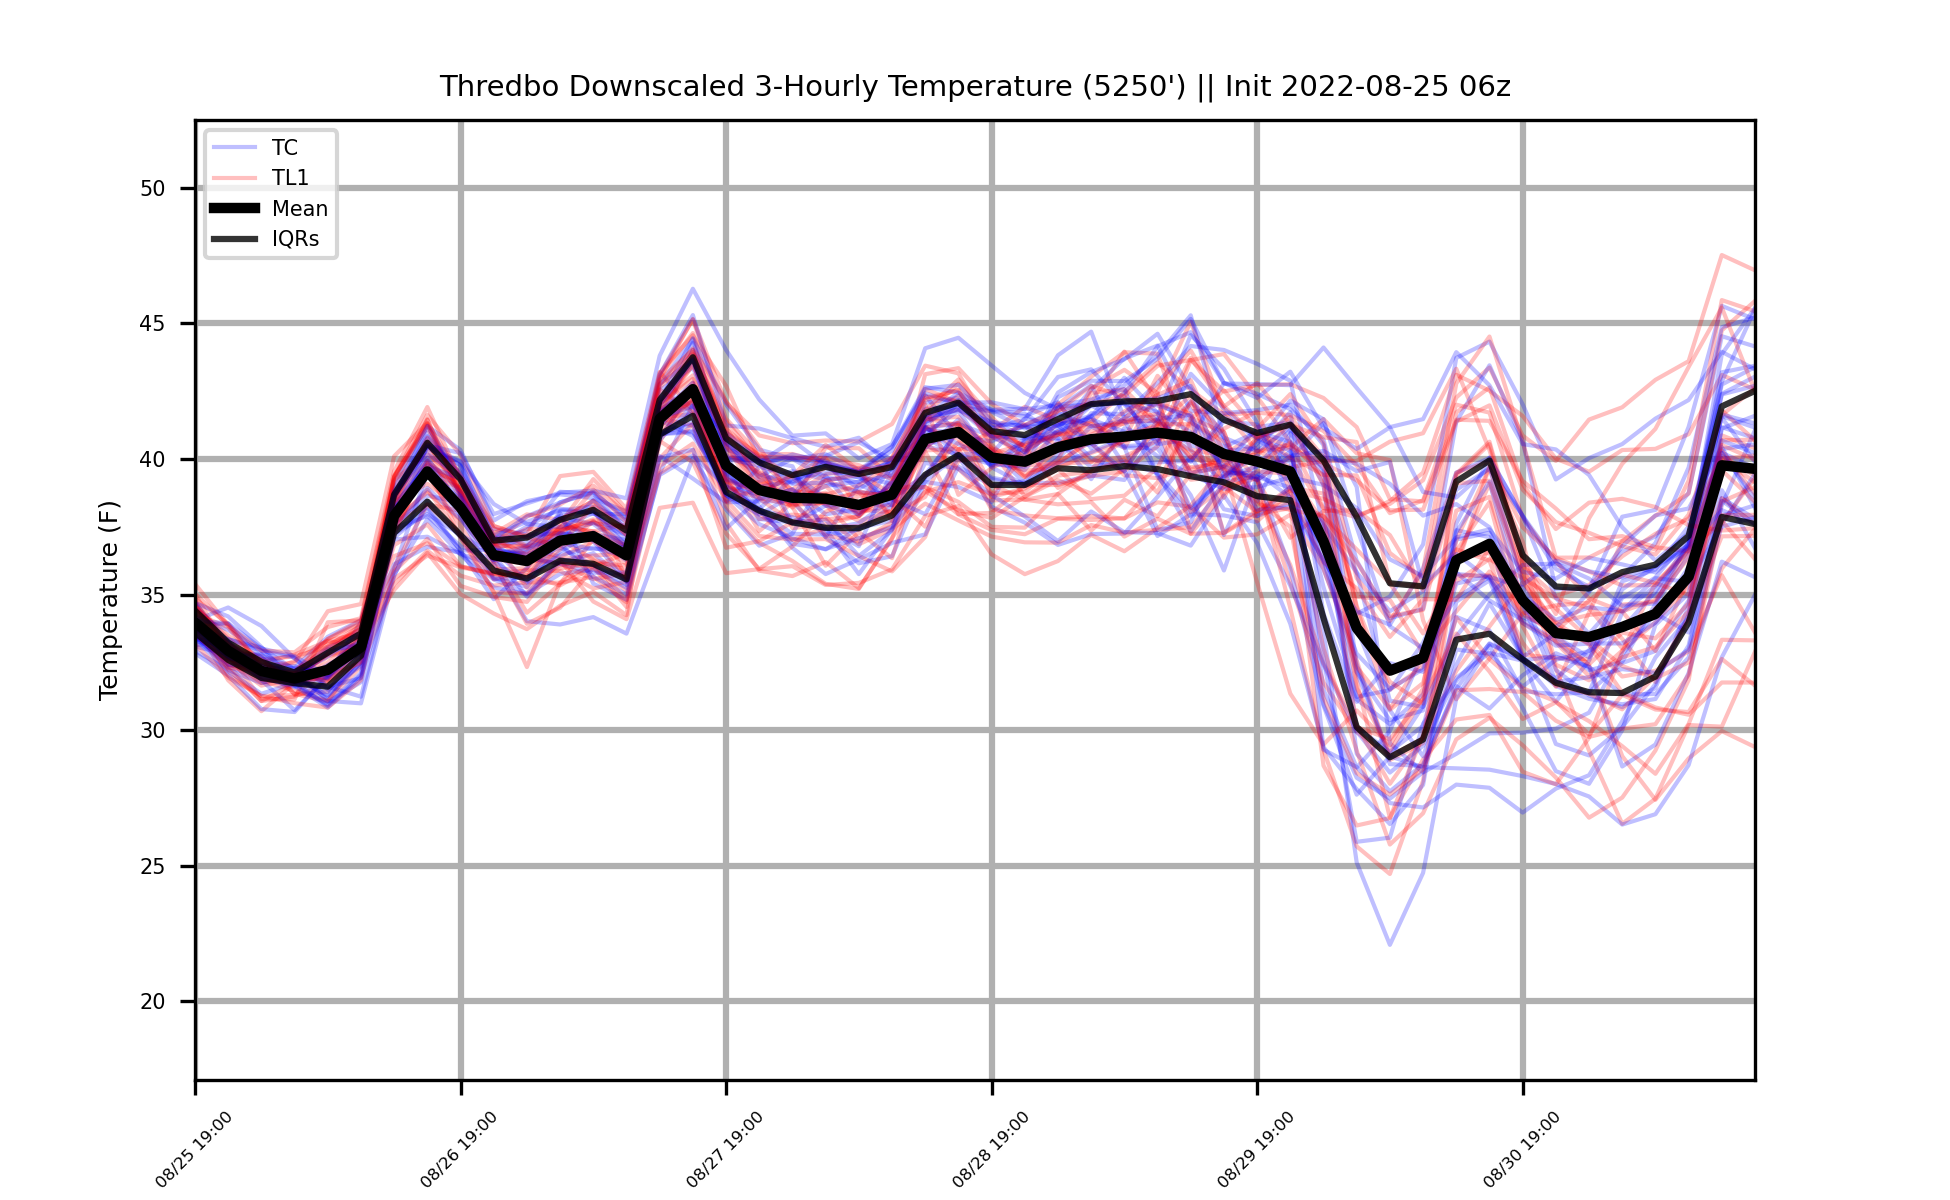 Thredbo Downscaled 3-Hourly Temperature (5250') || Init 2022-08-25 06z
TC
TL1
Mean
IQRs
Temperature (F)
50
45
40
35
30
25
20
08/25 19:00
08/26 19:00
08/27 19:00
08/28 19:00
08/29 19:00
08/30 19:00